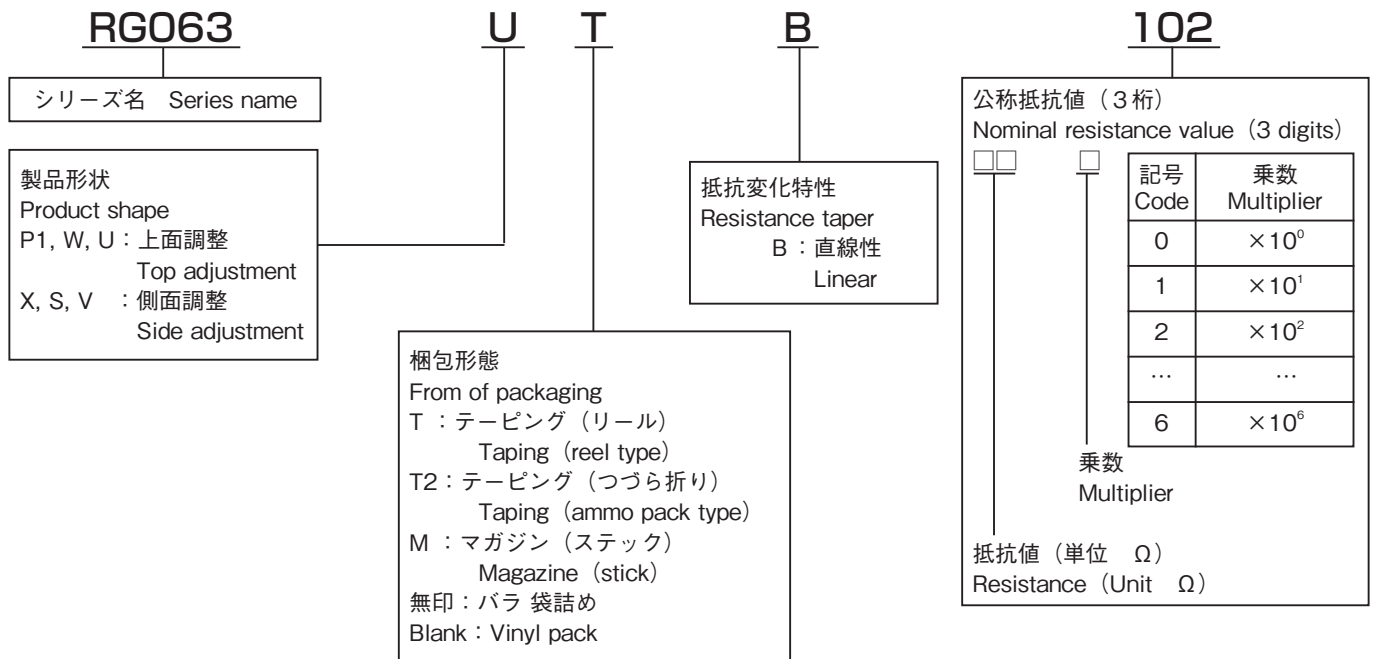 RG063 U T B 102
シリーズ名 Series name
製品形状
Product shape
P1, W, U：上面調整
Top adjustment
X, S, V ：側面調整
Side adjustment
梱包形態
From of packaging
T ：テーピング（リール）
Taping（reel type）
T2：テーピング（つづら折り）
Taping（ammo pack type）
M ：マガジン（ステック）
Magazine（stick）
無印：バラ 袋詰め
Blank：Vinyl pack
抵抗変化特性
Resistance taper
B ：直線性
Linear
公称抵抗値（３桁）
Nominal resistance value（3 digits）
□□ □
記号 乗数
Code Multiplier
0 ×10⁰
1 ×10¹
2 ×10²
… …
6 ×10⁶
乗数
Multiplier
抵抗値（単位 Ω）
Resistance（Unit Ω）